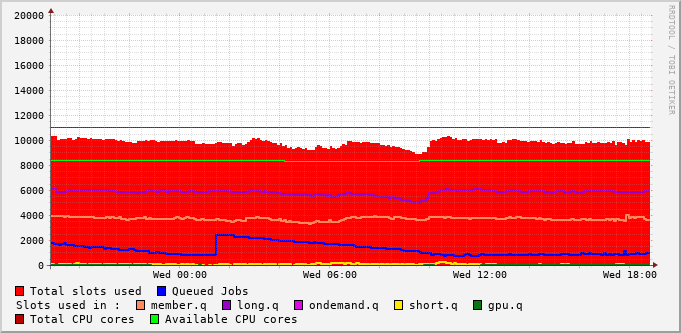 RRDTOOL / TOBI OETIKER
20000
18000
16000
14000
12000
10000
8000
6000
4000
2000
0
Wed 00:00 Wed 06:00 Wed 12:00 Wed 18:00
Total slots used Queued Jobs
Slots used in : member.q long.q ondemand.q short.q gpu.q
Total CPU cores Available CPU cores